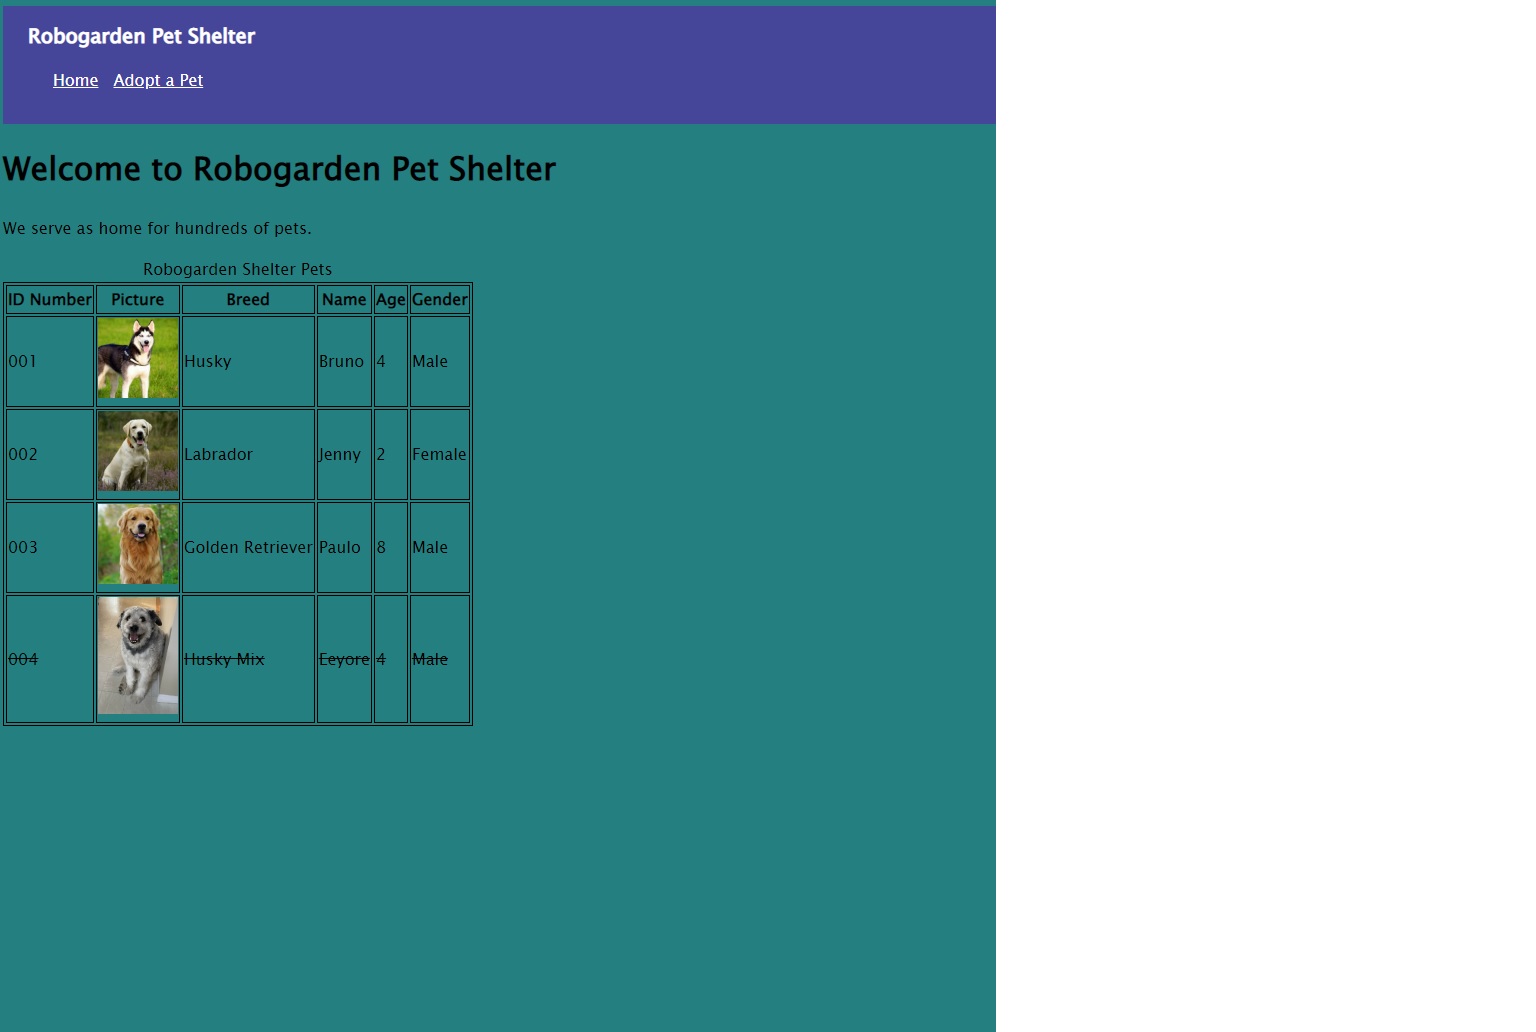 Robogarden Pet Shelter
Home Adopt a Pet
Welcome to Robogarden Pet Shelter
We serve as home for hundreds of pets.
Robogarden Shelter Pets
ID Number Picture Breed Name Age Gender
001 Husky Bruno 4 Male
002 Labrador Jenny 2 Female
003 Golden Retriever Paulo 8 Male
004 Husky Mix Eeyore 4 Male